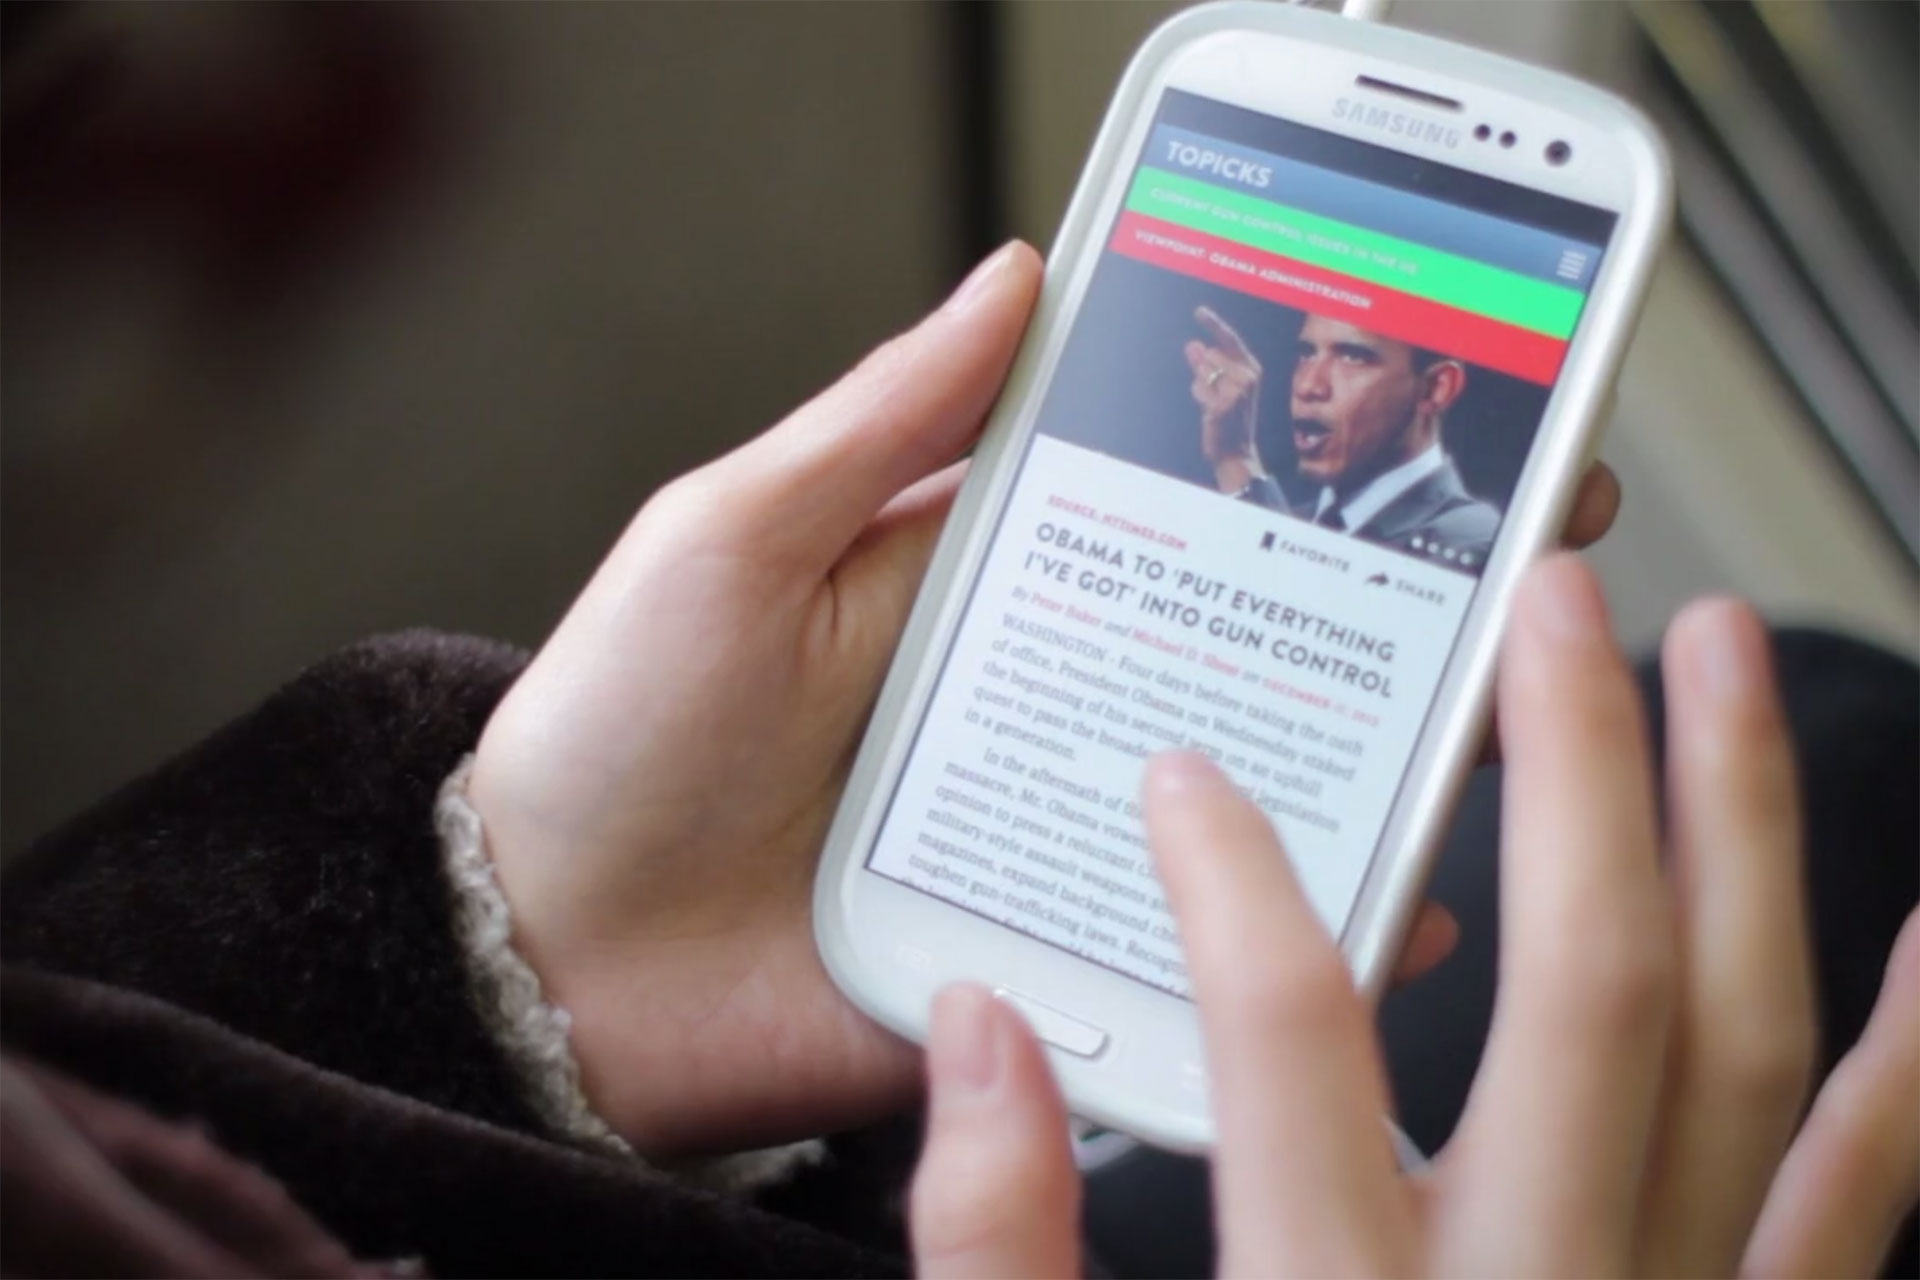 SAMSUNG
TOPICKS
CURRENT GUN CONTROL ISSUES IN THE US
VIEWPOINT: OBAMA ADMINISTRATION
SOURCE: NYTIMES.COM
FAVORITE
SHARE
OBAMA TO 'PUT EVERYTHING
I'VE GOT' INTO GUN CONTROL
By Peter Baker and Michael D. Shear on DECEMBER
WASHINGTON - Four days before taking the oath
of office, President Obama on Wednesday staked
the beginning of his second term on an uphill
quest to pass the broadest legislation
in a generation.
In the aftermath of the
massacre, Mr. Obama vowed
opinion to press a reluctant
military-style assault weapons
magazines, expand background
toughen gun-trafficking laws.